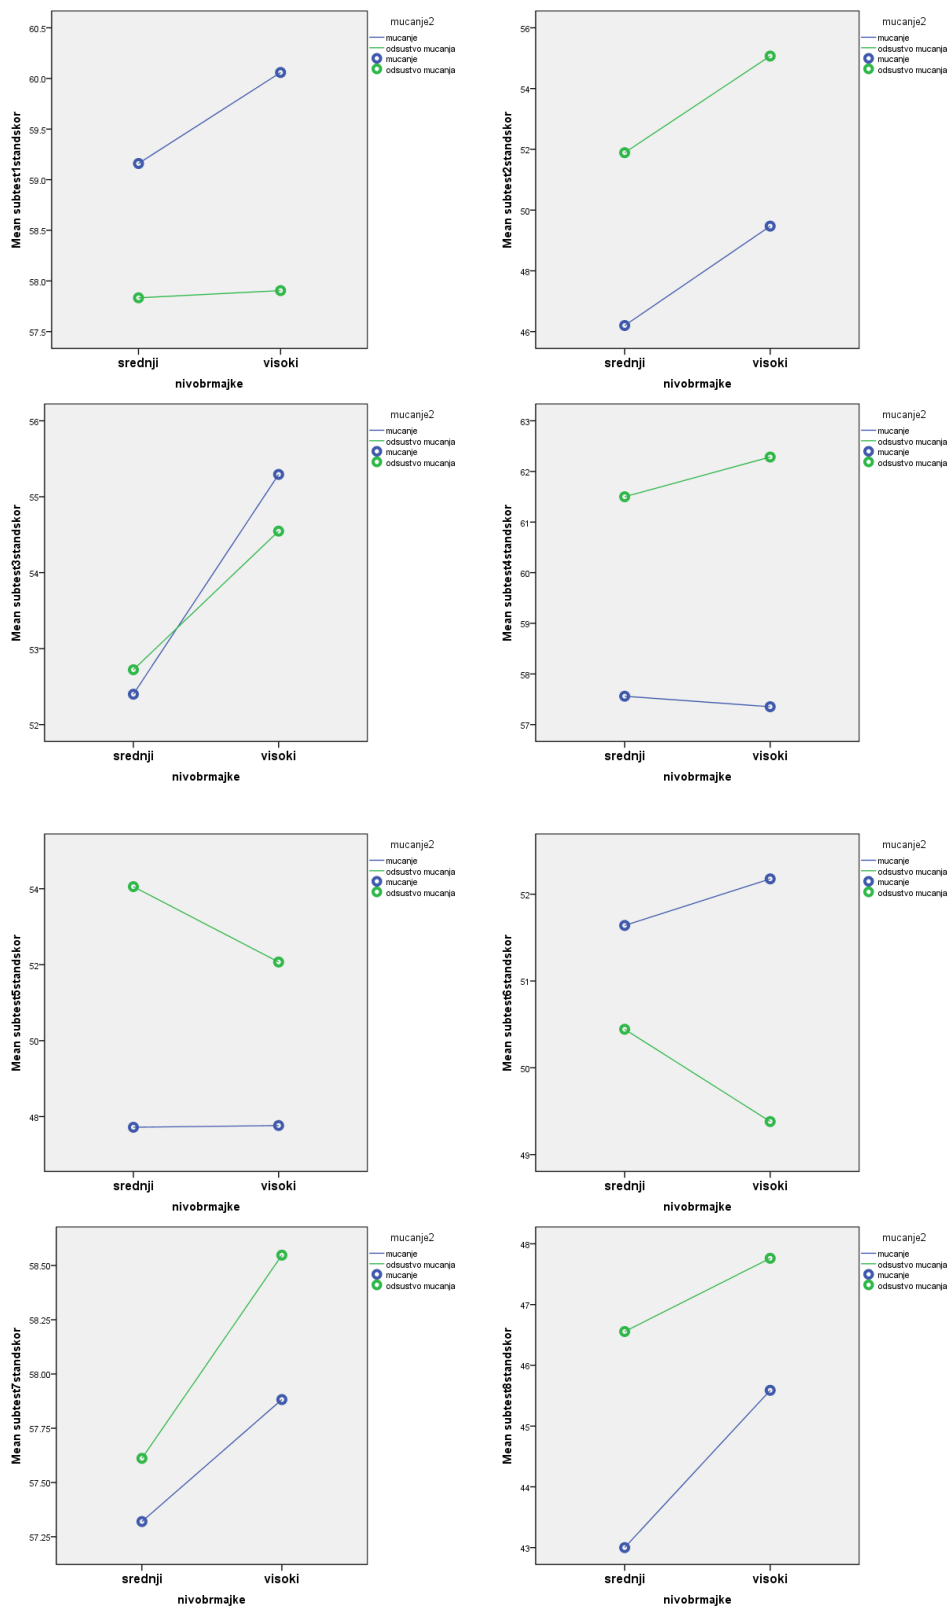 mucanje2
mucanje
odsustvo mucanja
mucanje
odsustvo mucanja
60.5
60.0
59.5
59.0
58.5
58.0
57.5
Mean subtest1standskor
srednji visoki
nivobrmajke
mucanje2
mucanje
odsustvo mucanja
mucanje
odsustvo mucanja
56
54
52
50
48
46
Mean subtest2standskor
srednji visoki
nivobrmajke
mucanje2
mucanje
odsustvo mucanja
mucanje
odsustvo mucanja
56
55
54
53
52
Mean subtest3standskor
srednji visoki
nivobrmajke
mucanje2
mucanje
odsustvo mucanja
mucanje
odsustvo mucanja
63
62
61
60
59
58
57
Mean subtest4standskor
srednji visoki
nivobrmajke
mucanje2
mucanje
odsustvo mucanja
mucanje
odsustvo mucanja
54
52
50
48
Mean subtest5standskor
srednji visoki
nivobrmajke
mucanje2
mucanje
odsustvo mucanja
mucanje
odsustvo mucanja
52
51
50
49
Mean subtest6standskor
srednji visoki
nivobrmajke
mucanje2
mucanje
odsustvo mucanja
mucanje
odsustvo mucanja
58.50
58.25
58.00
57.75
57.50
57.25
Mean subtest7standskor
srednji visoki
nivobrmajke
mucanje2
mucanje
odsustvo mucanja
mucanje
odsustvo mucanja
48
47
46
45
44
43
Mean subtest8standskor
srednji visoki
nivobrmajke